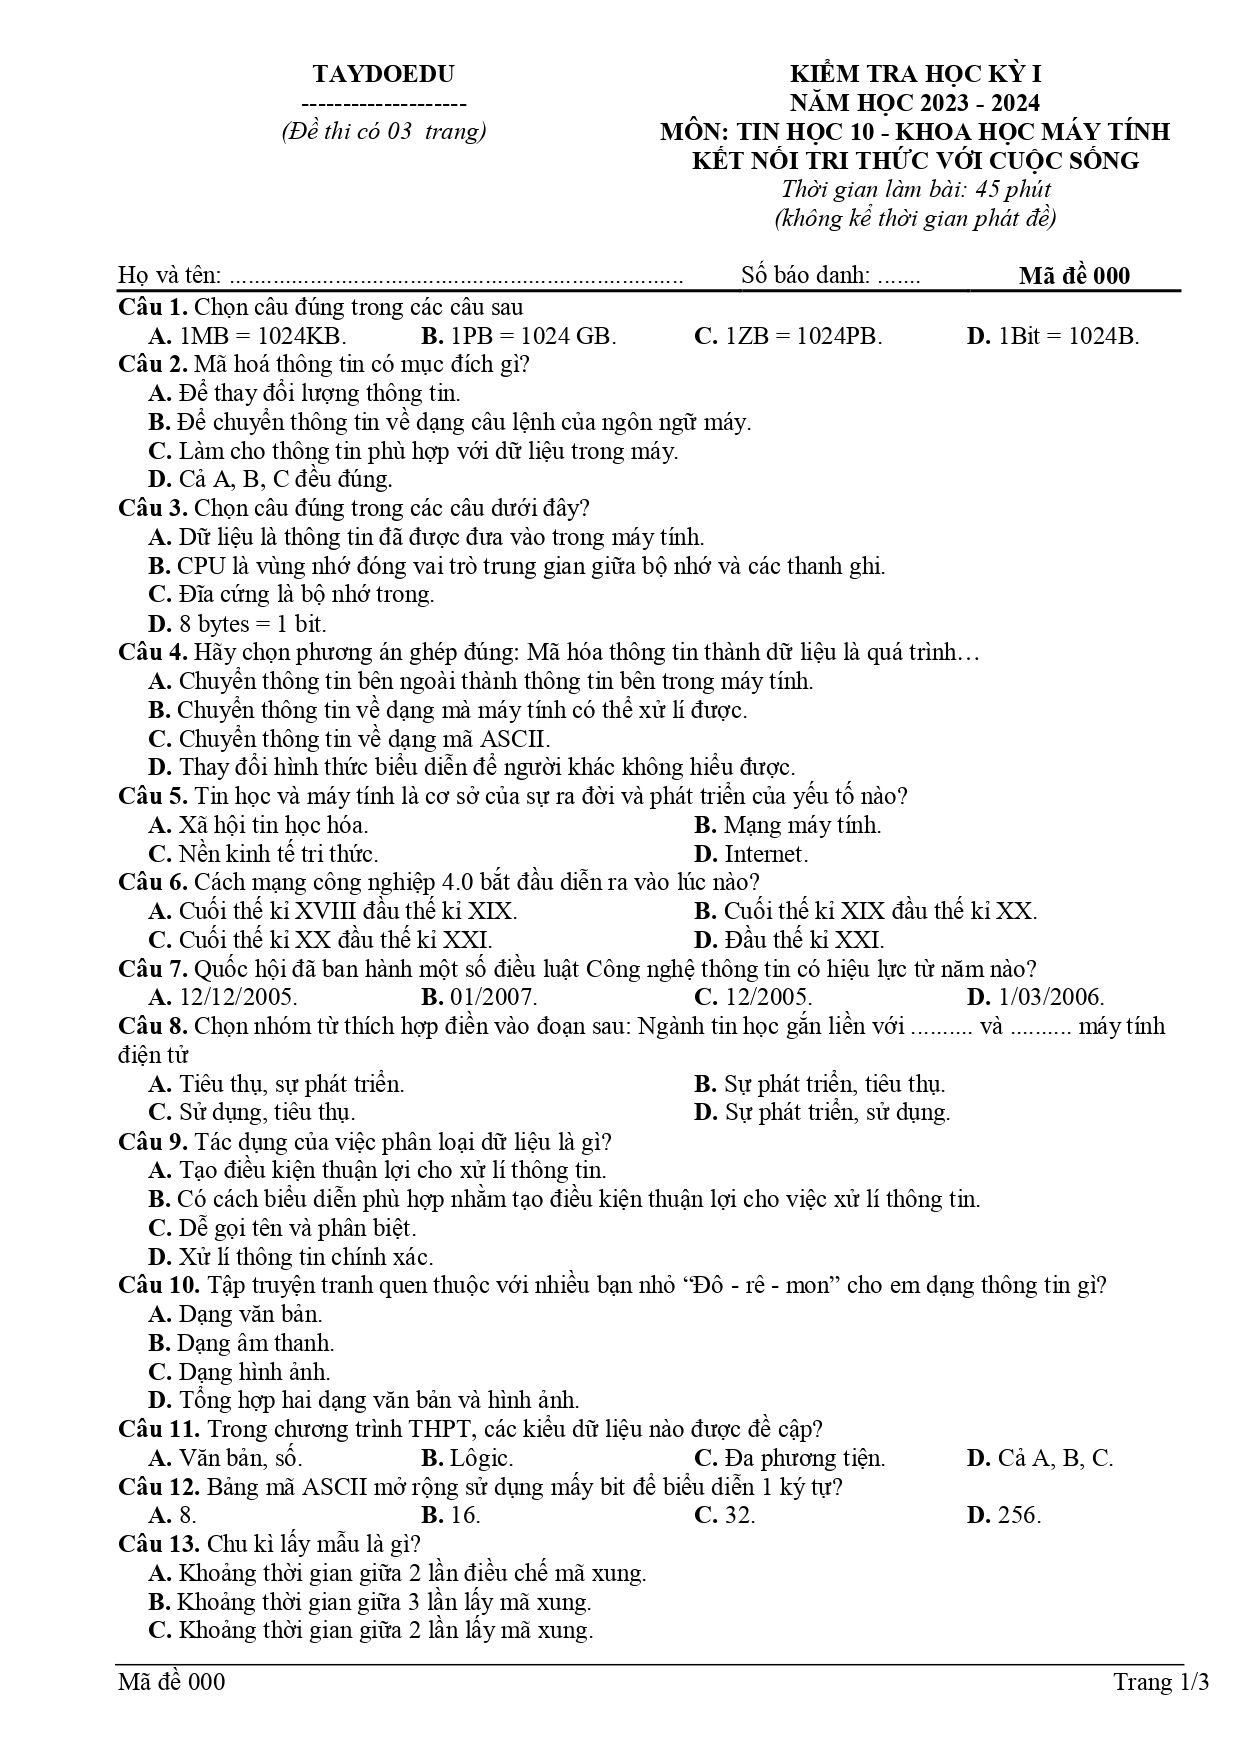 TAYDOEDU
--------------------
(Đề thi có 03  trang)
KIỂM TRA HỌC KỲ I
NĂM HỌC 2023 - 2024
MÔN: TIN HỌC 10 - KHOA HỌC MÁY TÍNH
KẾT NỐI TRI THỨC VỚI CUỘC SỐNG
Thời gian làm bài: 45 phút
(không kể thời gian phát đề)
Họ và tên: .......................................................................... Số báo danh: ....... Mã đề 000
Câu 1. Chọn câu đúng trong các câu sau
A. 1MB = 1024KB. B. 1PB = 1024 GB. C. 1ZB = 1024PB. D. 1Bit = 1024B.
Câu 2. Mã hoá thông tin có mục đích gì?
A. Để thay đổi lượng thông tin.
B. Để chuyển thông tin về dạng câu lệnh của ngôn ngữ máy.
C. Làm cho thông tin phù hợp với dữ liệu trong máy.
D. Cả A, B, C đều đúng.
Câu 3. Chọn câu đúng trong các câu dưới đây?
A. Dữ liệu là thông tin đã được đưa vào trong máy tính.
B. CPU là vùng nhớ đóng vai trò trung gian giữa bộ nhớ và các thanh ghi.
C. Đĩa cứng là bộ nhớ trong.
D. 8 bytes = 1 bit.
Câu 4. Hãy chọn phương án ghép đúng: Mã hóa thông tin thành dữ liệu là quá trình…
A. Chuyển thông tin bên ngoài thành thông tin bên trong máy tính.
B. Chuyển thông tin về dạng mà máy tính có thể xử lí được.
C. Chuyển thông tin về dạng mã ASCII.
D. Thay đổi hình thức biểu diễn để người khác không hiểu được.
Câu 5. Tin học và máy tính là cơ sở của sự ra đời và phát triển của yếu tố nào?
A. Xã hội tin học hóa. B. Mạng máy tính.
C. Nền kinh tế tri thức. D. Internet.
Câu 6. Cách mạng công nghiệp 4.0 bắt đầu diễn ra vào lúc nào?
A. Cuối thế kỉ XVIII đầu thế kỉ XIX. B. Cuối thế kỉ XIX đầu thế kỉ XX.
C. Cuối thế kỉ XX đầu thế kỉ XXI. D. Đầu thế kỉ XXI.
Câu 7. Quốc hội đã ban hành một số điều luật Công nghệ thông tin có hiệu lực từ năm nào?
A. 12/12/2005. B. 01/2007. C. 12/2005. D. 1/03/2006.
Câu 8. Chọn nhóm từ thích hợp điền vào đoạn sau: Ngành tin học gắn liền với .......... và .......... máy tính
điện tử
A. Tiêu thụ, sự phát triển. B. Sự phát triển, tiêu thụ.
C. Sử dụng, tiêu thụ. D. Sự phát triển, sử dụng.
Câu 9. Tác dụng của việc phân loại dữ liệu là gì?
A. Tạo điều kiện thuận lợi cho xử lí thông tin.
B. Có cách biểu diễn phù hợp nhằm tạo điều kiện thuận lợi cho việc xử lí thông tin.
C. Dễ gọi tên và phân biệt.
D. Xử lí thông tin chính xác.
Câu 10. Tập truyện tranh quen thuộc với nhiều bạn nhỏ “Đô - rê - mon” cho em dạng thông tin gì?
A. Dạng văn bản.
B. Dạng âm thanh.
C. Dạng hình ảnh.
D. Tổng hợp hai dạng văn bản và hình ảnh.
Câu 11. Trong chương trình THPT, các kiểu dữ liệu nào được đề cập?
A. Văn bản, số. B. Lôgic. C. Đa phương tiện. D. Cả A, B, C.
Câu 12. Bảng mã ASCII mở rộng sử dụng mấy bit để biểu diễn 1 ký tự?
A. 8. B. 16. C. 32. D. 256.
Câu 13. Chu kì lấy mẫu là gì?
A. Khoảng thời gian giữa 2 lần điều chế mã xung.
B. Khoảng thời gian giữa 3 lần lấy mã xung.
C. Khoảng thời gian giữa 2 lần lấy mã xung.
Mã đề 000 Trang 1/3